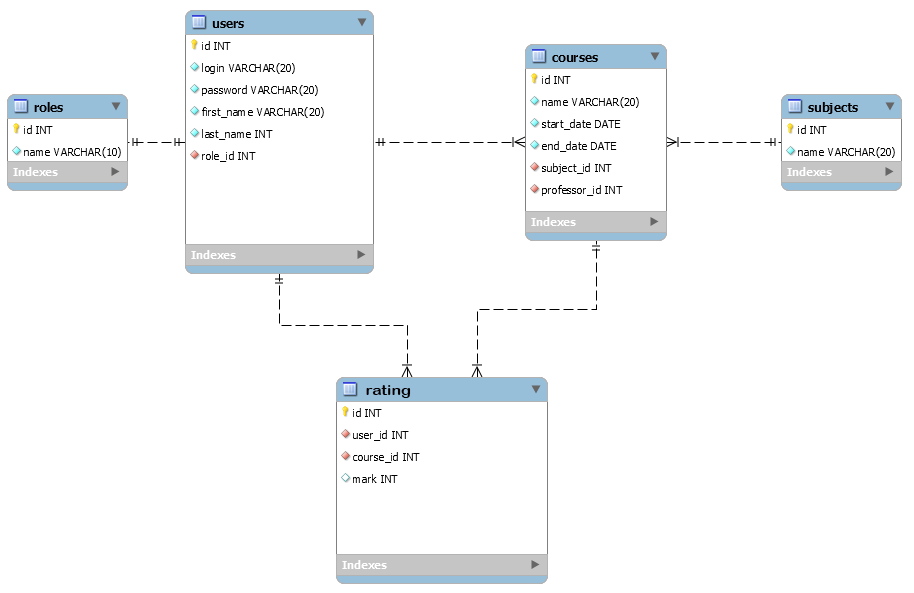 roles
id INT
name VARCHAR(10)
Indexes
users
id INT
login VARCHAR(20)
password VARCHAR(20)
first_name VARCHAR(20)
last_name INT
role_id INT
Indexes
courses
id INT
name VARCHAR(20)
start_date DATE
end_date DATE
subject_id INT
professor_id INT
Indexes
subjects
id INT
name VARCHAR(20)
Indexes
rating
id INT
user_id INT
course_id INT
mark INT
Indexes